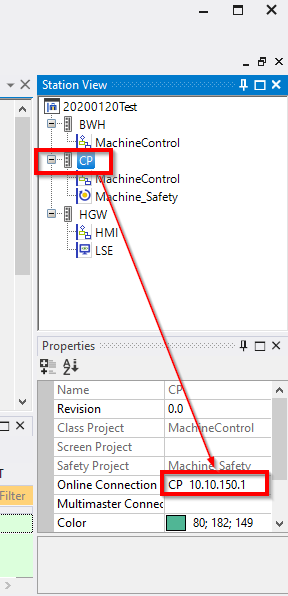 Station View
20200120Test
BWH
MachineControl
CP
MachineControl
Machine_Safety
HGW
HMI
LSE
Properties
Name CP
Revision 0.0
Class Project MachineControl
Screen Project
Safety Project Machine_Safety
Online Connection CP 10.10.150.1
Multimaster Connec
Color 80; 182; 149
T
Filter